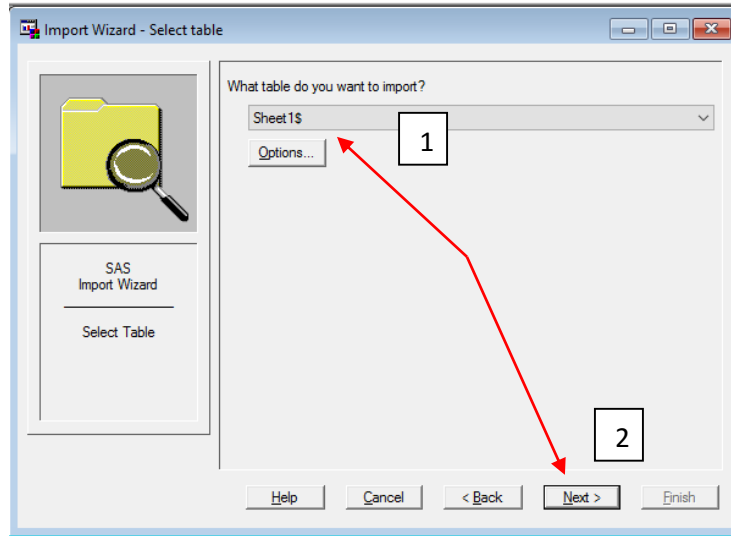 Import Wizard - Select table
What table do you want to import?
Sheet1$
1
Options...
SAS
Import Wizard
Select Table
2
Help
Cancel
< Back
Next >
Finish